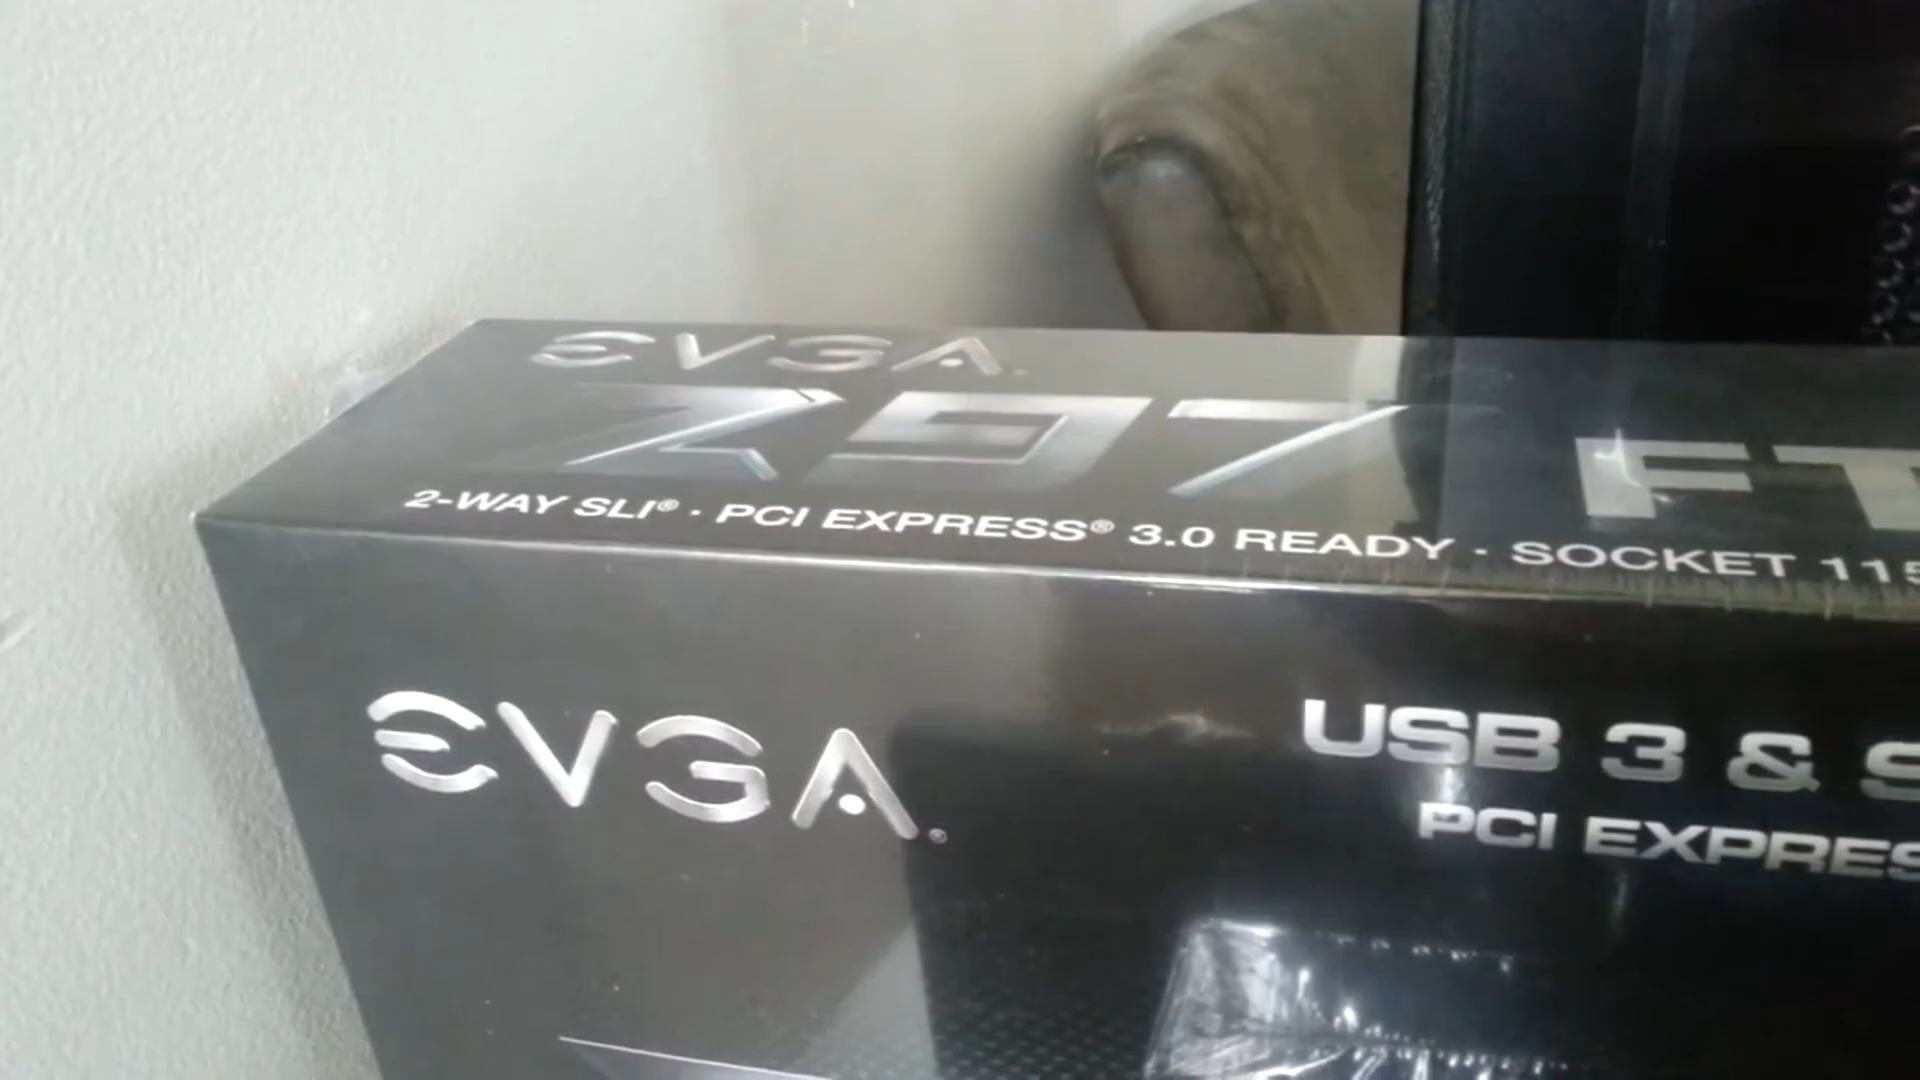 EVGA
Z97 FT
2-WAY SLI® · PCI EXPRESS® 3.0 READY · SOCKET 115
EVGA®
USB 3 & S
PCI EXPRES